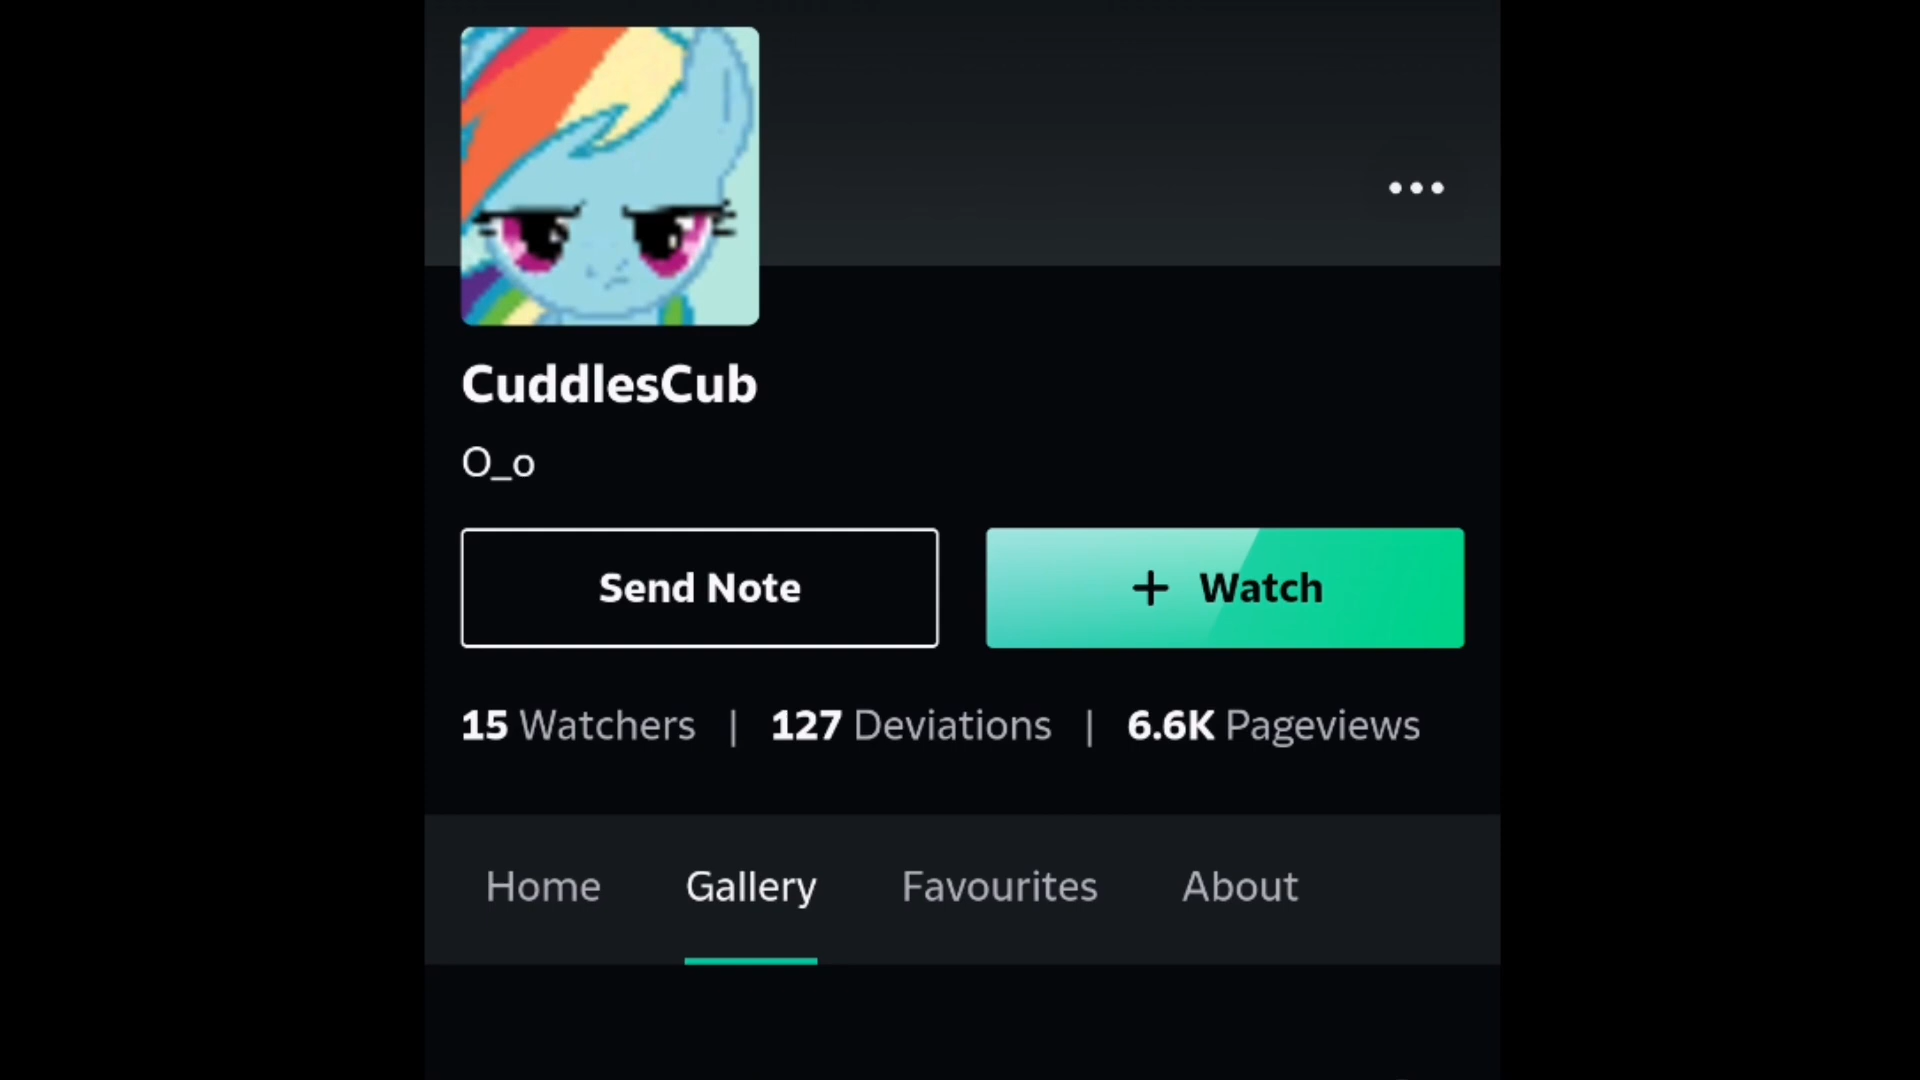 CuddlesCub
O_o
Send Note
+ Watch
15 Watchers | 127 Deviations | 6.6K Pageviews
Home Gallery Favourites About